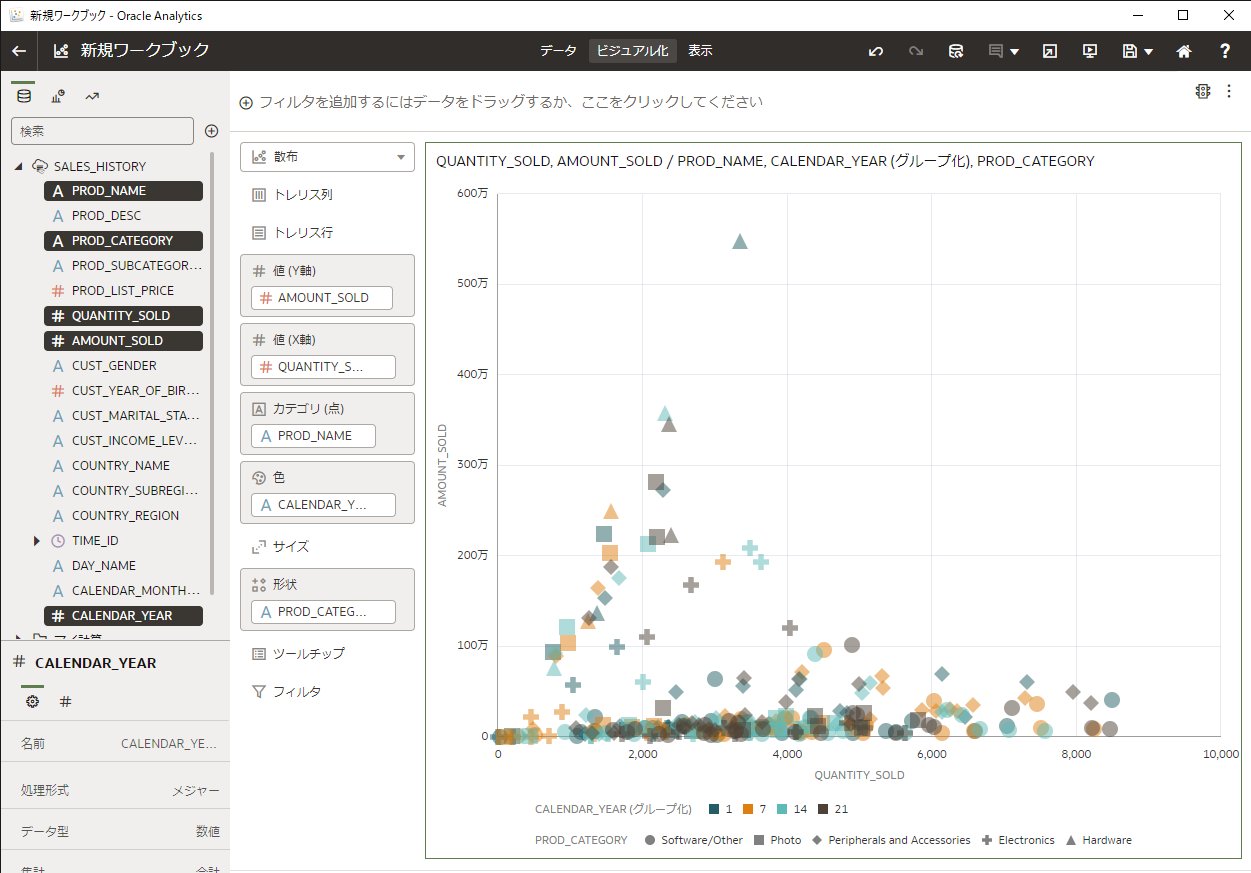 新規ワークブック - Oracle Analytics
新規ワークブック
データ ビジュアル化 表示
?
検索
SALES_HISTORY
A PROD_NAME
A PROD_DESC
A PROD_CATEGORY
A PROD_SUBCATEGOR...
# PROD_LIST_PRICE
# QUANTITY_SOLD
# AMOUNT_SOLD
A CUST_GENDER
# CUST_YEAR_OF_BIR...
A CUST_MARITAL_STA...
A CUST_INCOME_LEV...
A COUNTRY_NAME
A COUNTRY_SUBREGI...
A COUNTRY_REGION
TIME_ID
A DAY_NAME
A CALENDAR_MONTH...
# CALENDAR_YEAR
マイ計算
# CALENDAR_YEAR
#
名前 CALENDAR_YE...
処理形式 メジャー
データ型 数値
集計 合計
フィルタを追加するにはデータをドラッグするか、ここをクリックしてください
散布
トレリス列
トレリス行
# 値 (Y軸)
# AMOUNT_SOLD
# 値 (X軸)
# QUANTITY_S...
A カテゴリ (点)
A PROD_NAME
色
A CALENDAR_Y...
サイズ
形状
A PROD_CATEG...
ツールチップ
フィルタ
QUANTITY_SOLD, AMOUNT_SOLD / PROD_NAME, CALENDAR_YEAR (グループ化), PROD_CATEGORY
600万
500万
400万
300万
200万
100万
0
AMOUNT_SOLD
0 2,000 4,000 6,000 8,000 10,000
QUANTITY_SOLD
CALENDAR_YEAR (グループ化) 1 7 14 21
PROD_CATEGORY Software/Other Photo Peripherals and Accessories Electronics Hardware